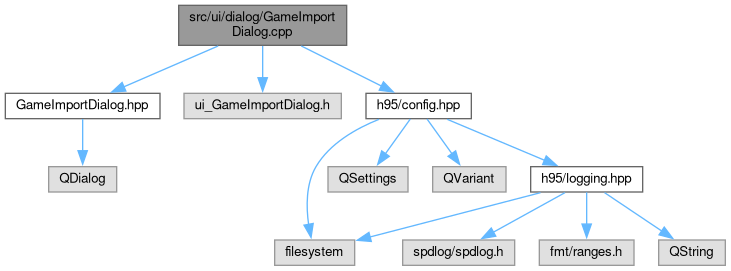 src/ui/dialog/GameImport
Dialog.cpp
GameImportDialog.hpp
ui_GameImportDialog.h
h95/config.hpp
QDialog
QSettings
QVariant
h95/logging.hpp
filesystem
spdlog/spdlog.h
fmt/ranges.h
QString